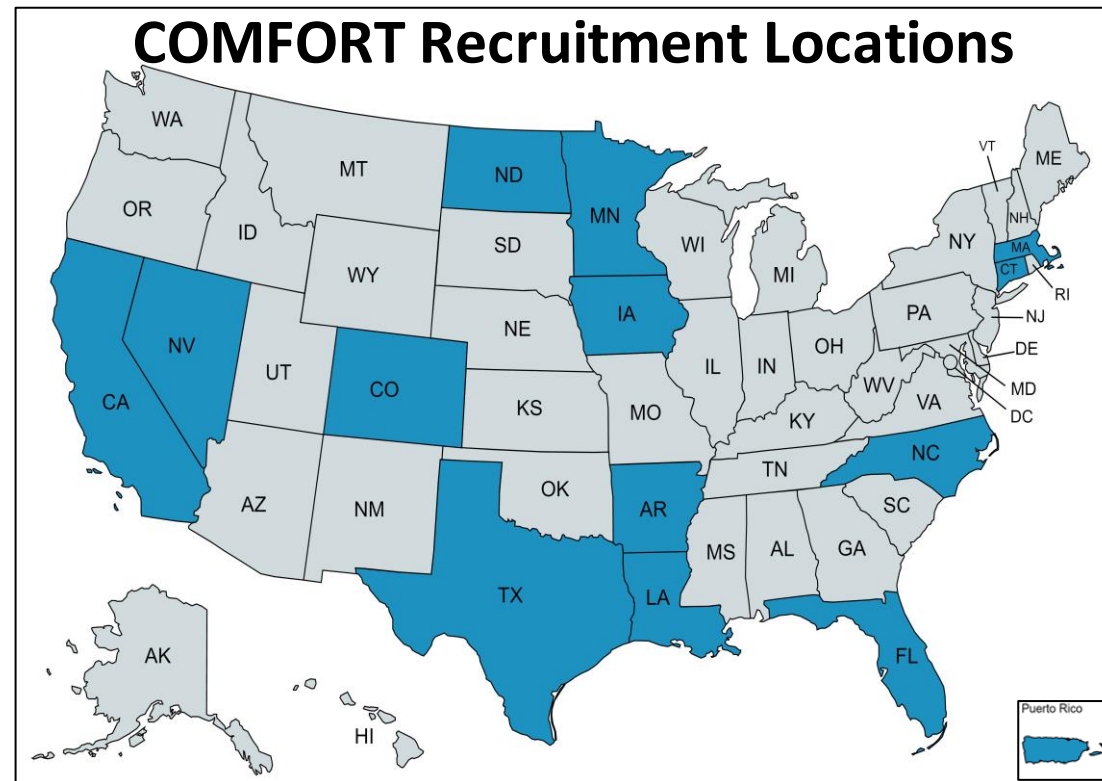 COMFORT Recruitment Locations
WA
MT
ND
MN
VT
ME
OR
ID
SD
WI
NY
NH
MA
CT
WY
MI
RI
IA
PA
NJ
NE
NV
OH
DE
IL
IN
UT
CO
WV
MD
CA
KS
MO
VA
DC
KY
NC
TN
AZ
NM
OK
AR
SC
MS
AL
GA
TX
LA
AK
FL
HI
Puerto Rico